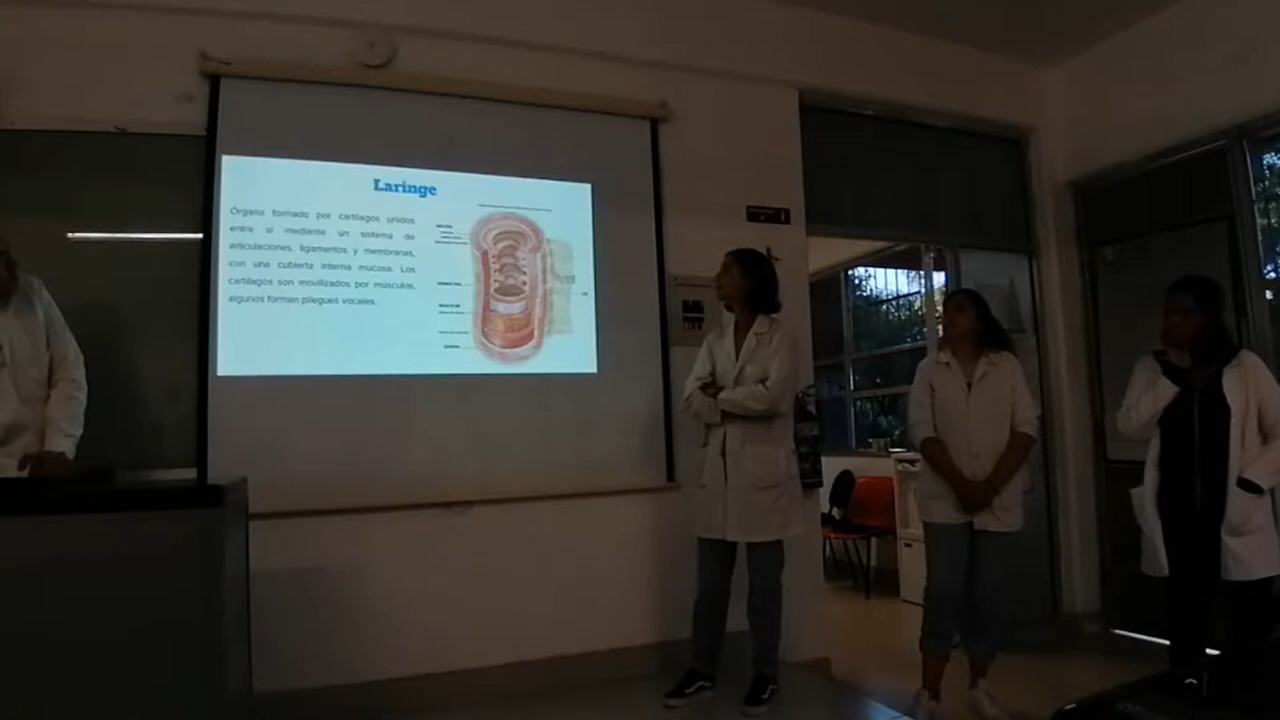 Laringe
Órgano formado por cartílagos unidos
entre sí mediante un sistema de
articulaciones, ligamentos y membranas,
con una cubierta interna mucosa. Los
cartílagos son movilizados por músculos,
algunos forman pliegues vocales.